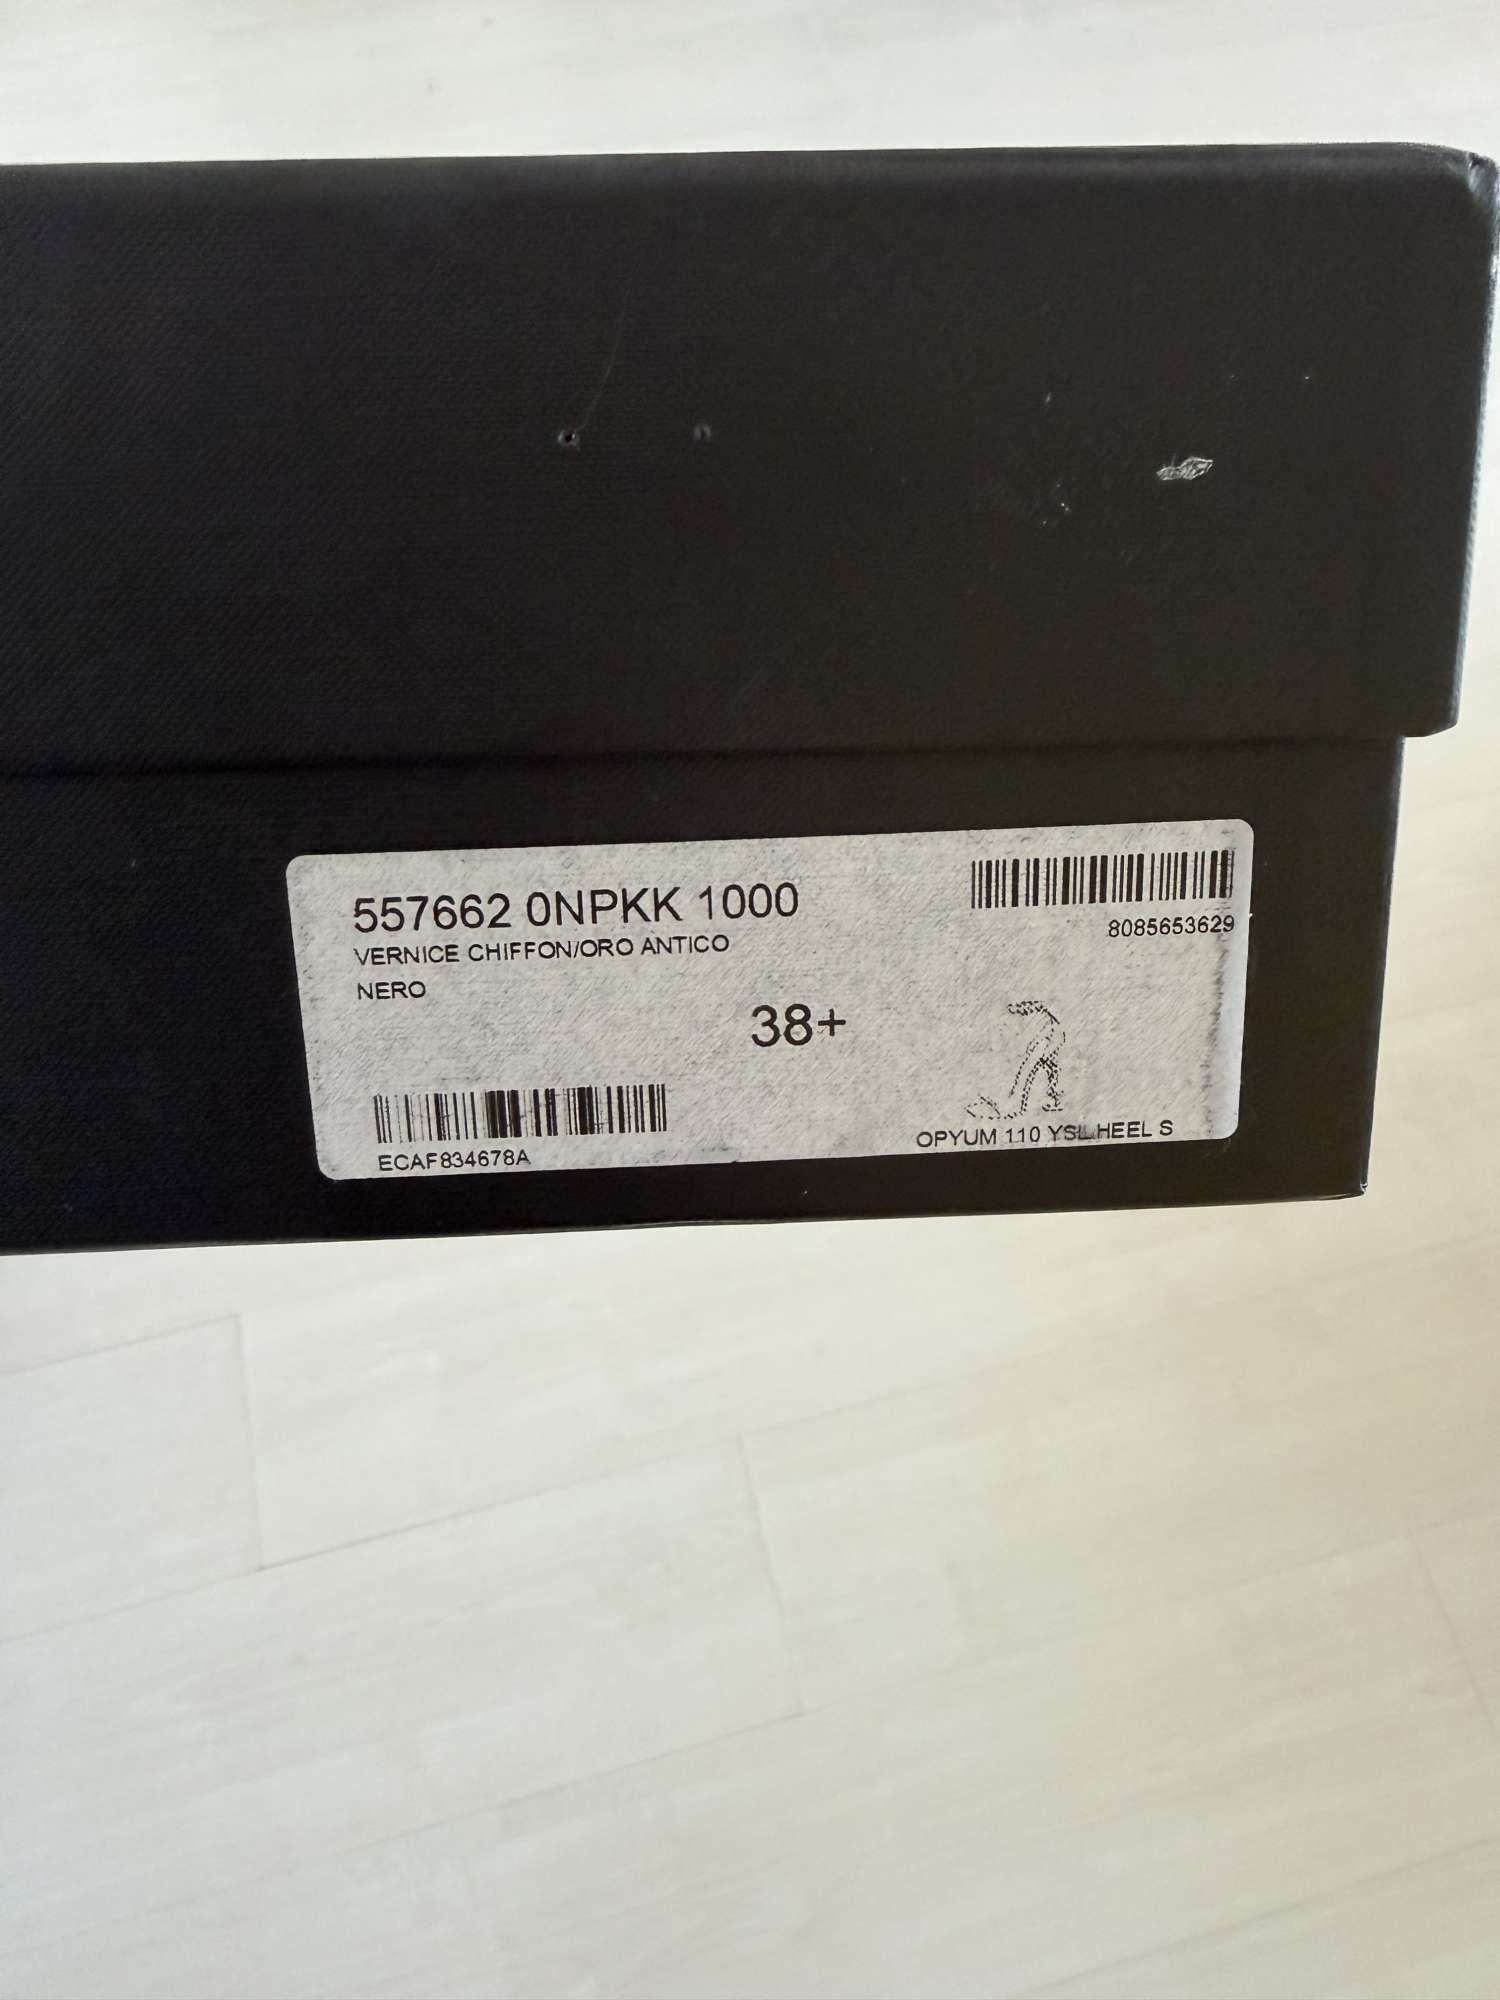 557662 0NPKK 1000
8085653629
VERNICE CHIFFON/ORO ANTICO
NERO
38+
ECAF834678A
OPYUM 110 YSL HEEL S